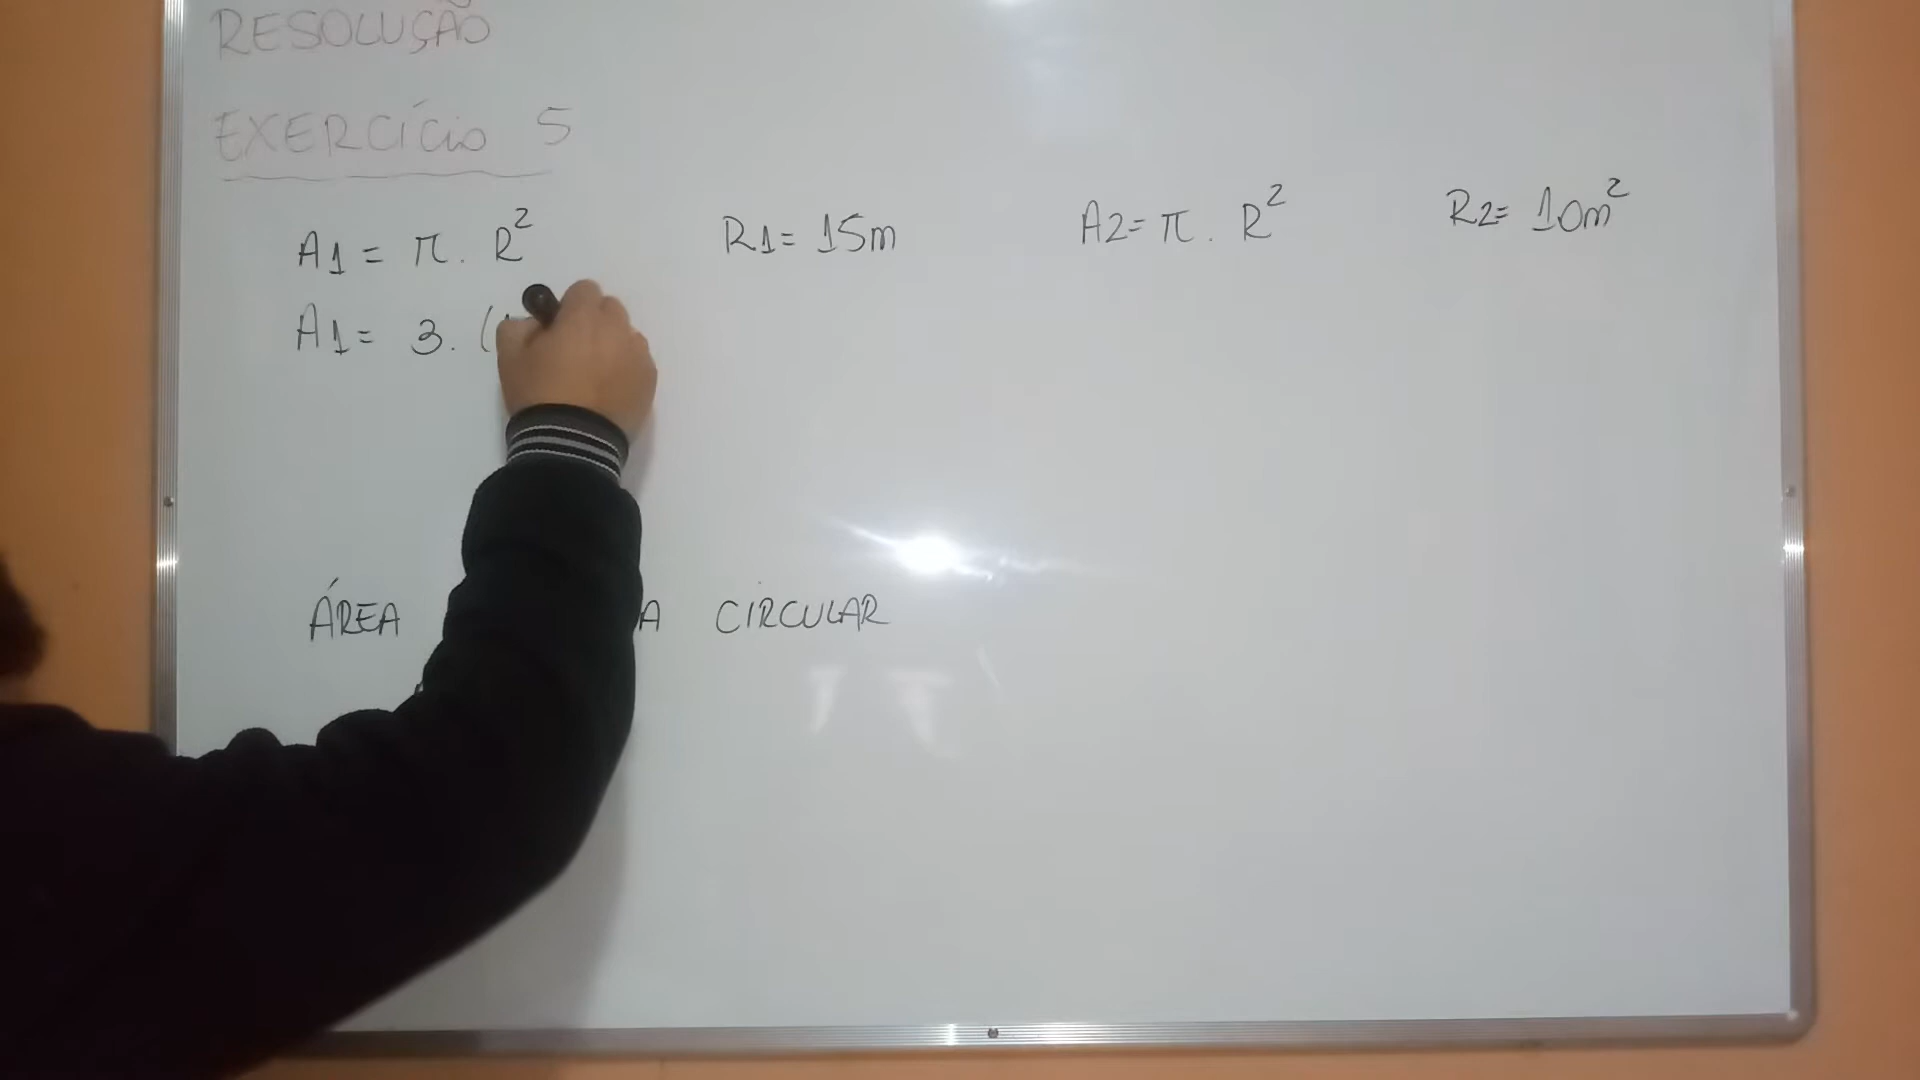 RESOLUÇÃO
EXERCÍCIO 5
A1 = π . R² R1 = 15m A2 = π . R² R2 = 10m²
A1 = 3. (
ÁREA A CIRCULAR